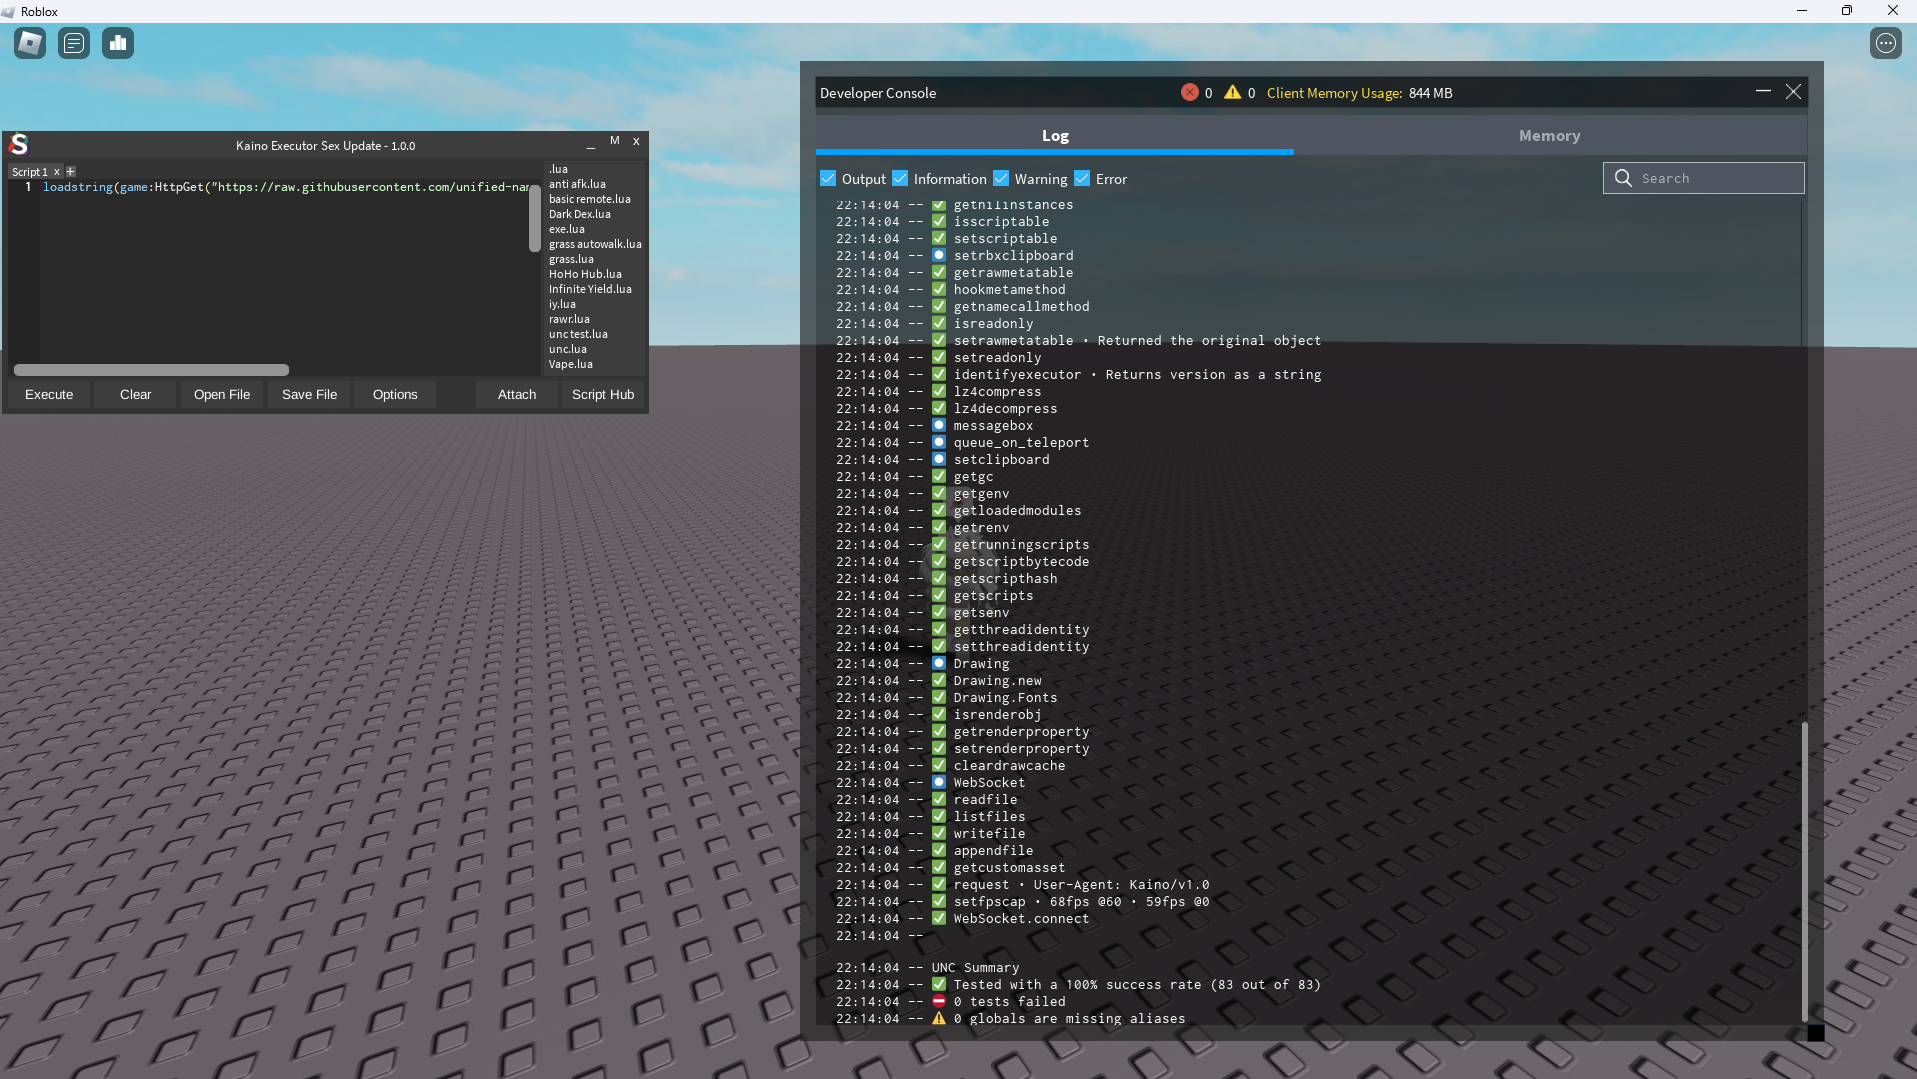 Roblox
Kaino Executor Sex Update - 1.0.0
_ M x
Script 1 x +
1 loadstring(game:HttpGet("https://raw.githubusercontent.com/unified-nam
.lua
anti afk.lua
basic remote.lua
Dark Dex.lua
exe.lua
grass autowalk.lua
grass.lua
HoHo Hub.lua
Infinite Yield.lua
iy.lua
rawr.lua
unc test.lua
unc.lua
Vape.lua
Execute Clear Open File Save File Options Attach Script Hub
Developer Console 0 0 Client Memory Usage: 844 MB
Log Memory
Output Information Warning Error Search
22:14:04 -- ✅ getnilinstances
22:14:04 -- ✅ isscriptable
22:14:04 -- ✅ setscriptable
22:14:04 -- ⏺️ setrbxclipboard
22:14:04 -- ✅ getrawmetatable
22:14:04 -- ✅ hookmetamethod
22:14:04 -- ✅ getnamecallmethod
22:14:04 -- ✅ isreadonly
22:14:04 -- ✅ setrawmetatable • Returned the original object
22:14:04 -- ✅ setreadonly
22:14:04 -- ✅ identifyexecutor • Returns version as a string
22:14:04 -- ✅ lz4compress
22:14:04 -- ✅ lz4decompress
22:14:04 -- ⏺️ messagebox
22:14:04 -- ⏺️ queue_on_teleport
22:14:04 -- ⏺️ setclipboard
22:14:04 -- ✅ getgc
22:14:04 -- ✅ getgenv
22:14:04 -- ✅ getloadedmodules
22:14:04 -- ✅ getrenv
22:14:04 -- ✅ getrunningscripts
22:14:04 -- ✅ getscriptbytecode
22:14:04 -- ✅ getscripthash
22:14:04 -- ✅ getscripts
22:14:04 -- ✅ getsenv
22:14:04 -- ✅ getthreadidentity
22:14:04 -- ✅ setthreadidentity
22:14:04 -- ⏺️ Drawing
22:14:04 -- ✅ Drawing.new
22:14:04 -- ✅ Drawing.Fonts
22:14:04 -- ✅ isrenderobj
22:14:04 -- ✅ getrenderproperty
22:14:04 -- ✅ setrenderproperty
22:14:04 -- ✅ cleardrawcache
22:14:04 -- ⏺️ WebSocket
22:14:04 -- ✅ readfile
22:14:04 -- ✅ listfiles
22:14:04 -- ✅ writefile
22:14:04 -- ✅ appendfile
22:14:04 -- ✅ getcustomasset
22:14:04 -- ✅ request • User-Agent: Kaino/v1.0
22:14:04 -- ✅ setfpscap • 68fps @60 • 59fps @0
22:14:04 -- ✅ WebSocket.connect
22:14:04 --
22:14:04 -- UNC Summary
22:14:04 -- ✅ Tested with a 100% success rate (83 out of 83)
22:14:04 -- ⛔ 0 tests failed
22:14:04 -- ⚠️ 0 globals are missing aliases